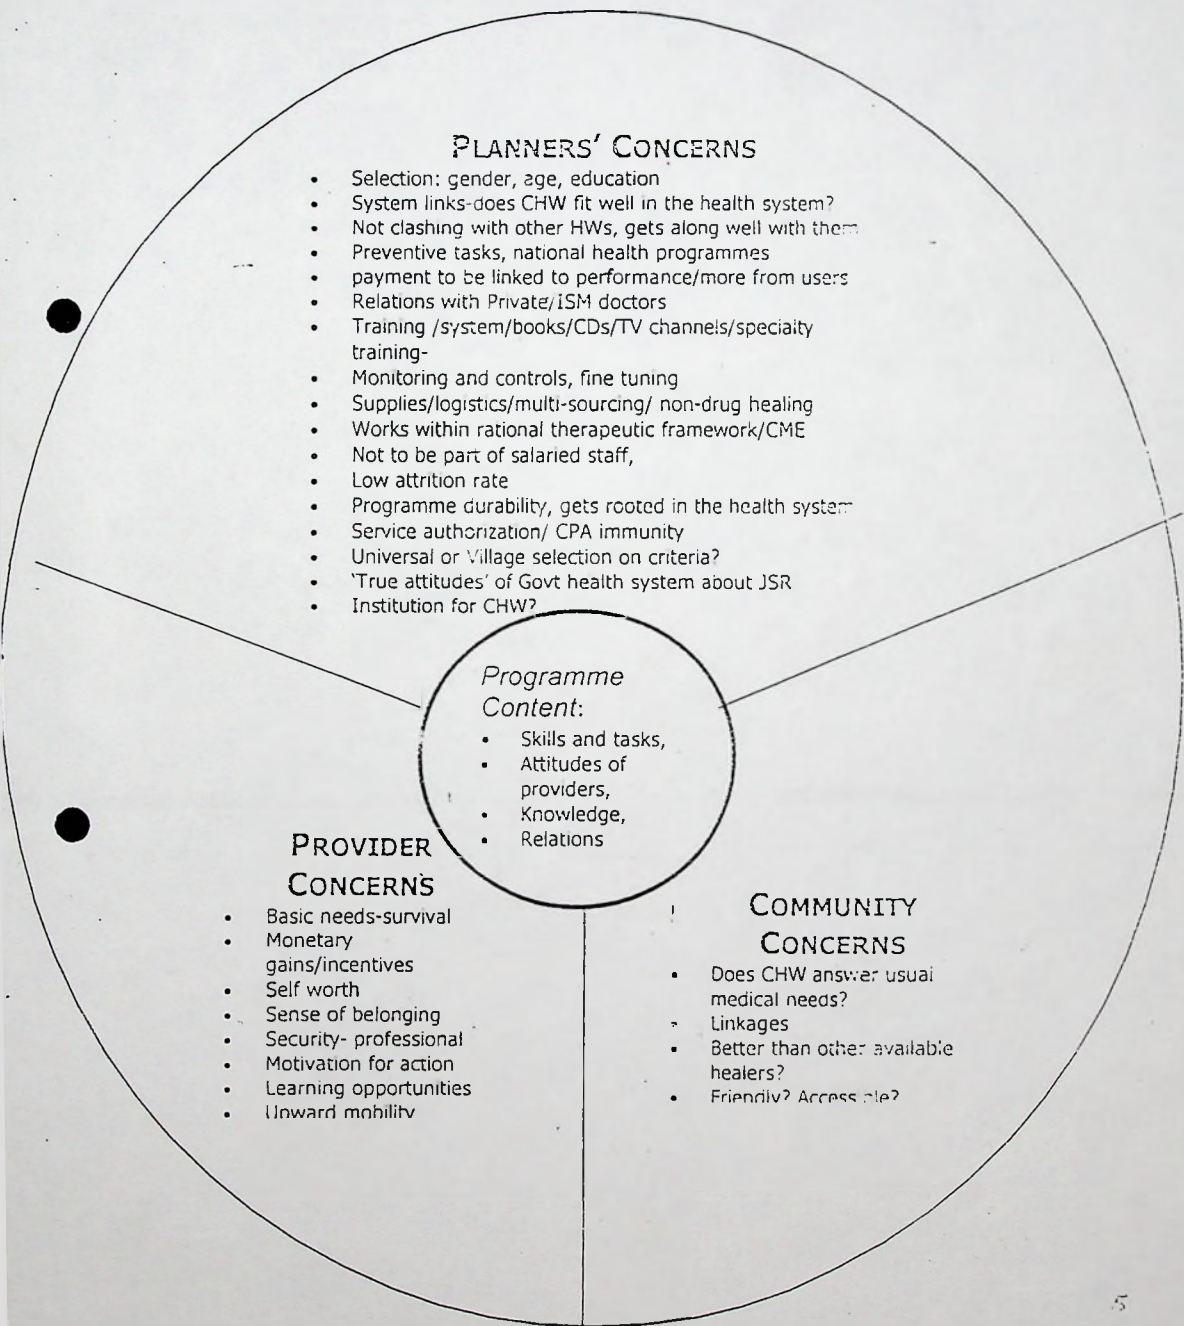 PLANNERS' CONCERNS
• Selection: gender, age, education
• System links-does CHW fit well in the health system?
• Not clashing with other HWs, gets along well with them
• Preventive tasks, national health programmes
• payment to be linked to performance/more from users
• Relations with Private/ISM doctors
• Training /system/books/CDs/TV channels/specialty
training-
• Monitoring and controls, fine tuning
• Supplies/logistics/multi-sourcing/ non-drug healing
• Works within rational therapeutic framework/CME
• Not to be part of salaried staff,
• Low attrition rate
• Programme durability, gets rooted in the health system
• Service authorization/ CPA immunity
• Universal or Village selection on criteria?
• 'True attitudes' of Govt health system about JSR
• Institution for CHW?
Programme
Content:
• Skills and tasks,
• Attitudes of
providers,
• Knowledge,
• Relations
PROVIDER
CONCERNS
• Basic needs-survival
• Monetary
gains/incentives
• Self worth
• Sense of belonging
• Security- professional
• Motivation for action
• Learning opportunities
• Upward mobility
COMMUNITY
CONCERNS
• Does CHW answer usual
medical needs?
• Linkages
• Better than other available
healers?
• Friendly? Accessible?
5